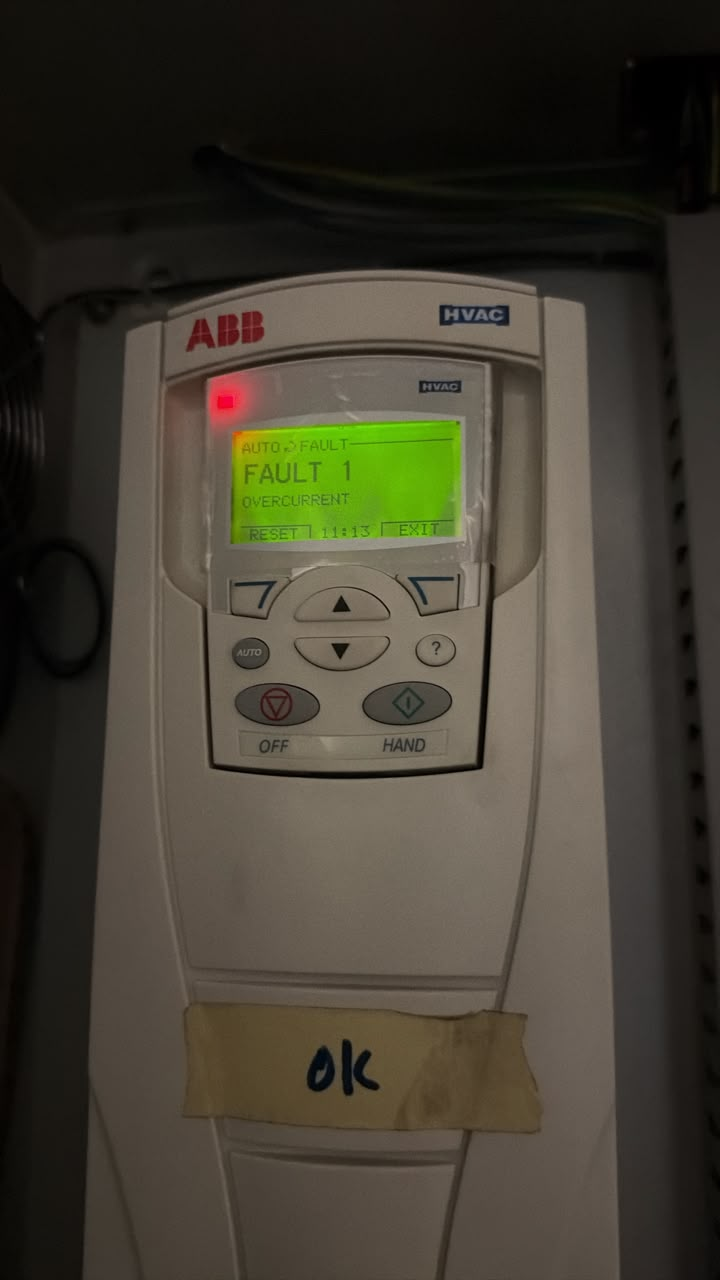 ABB
HVAC
HVAC
AUTO FAULT
FAULT 1
OVERCURRENT
RESET 11:13 EXIT
AUTO
?
OFF HAND
OK